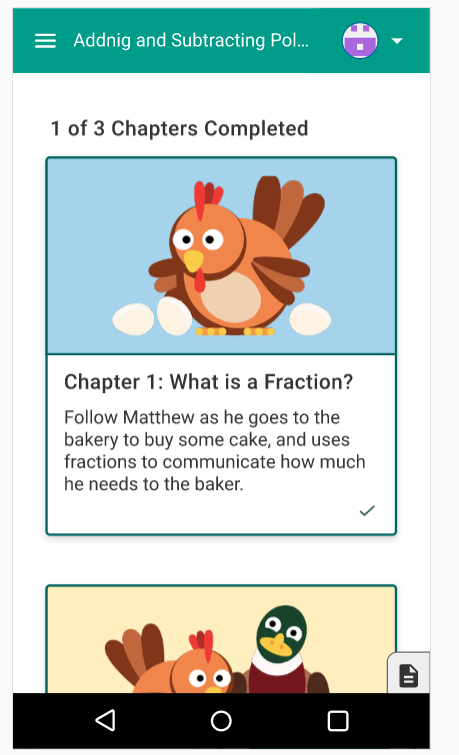 Addnig and Subtracting Pol...
1 of 3 Chapters Completed
Chapter 1: What is a Fraction?
Follow Matthew as he goes to the
bakery to buy some cake, and uses
fractions to communicate how much
he needs to the baker.